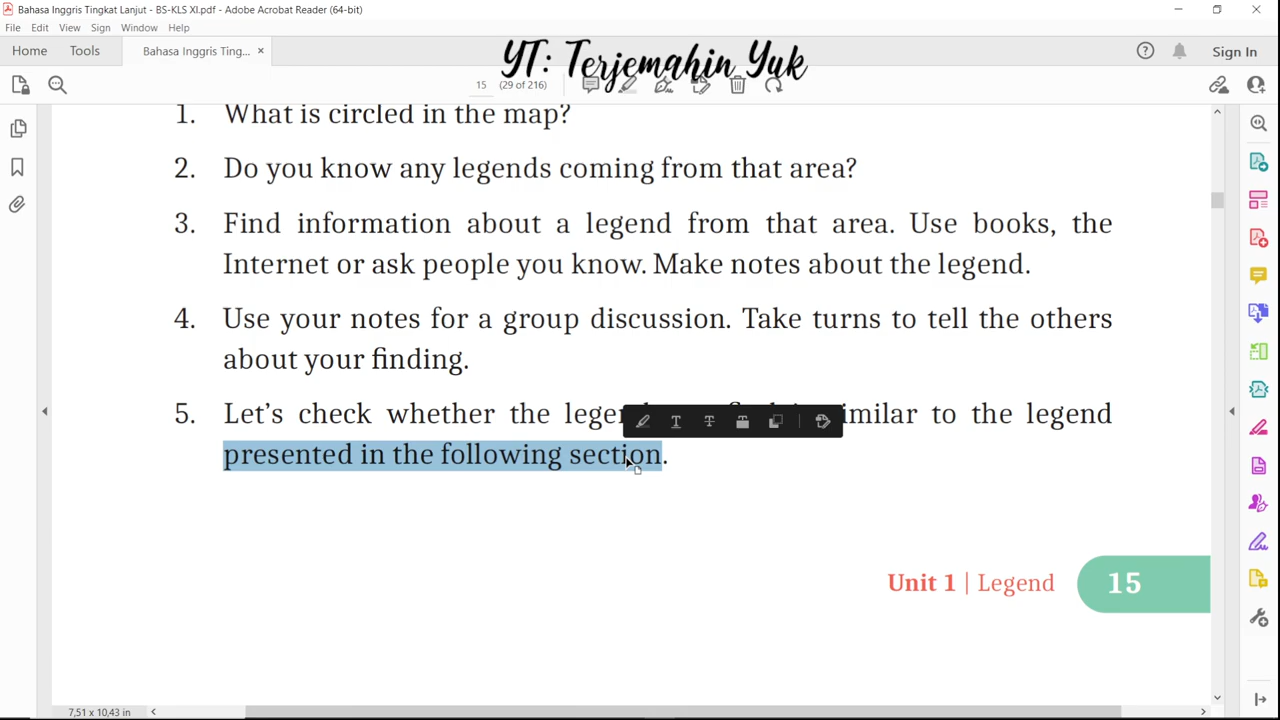 Bahasa Inggris Tingkat Lanjut - BS-KLS XI.pdf - Adobe Acrobat Reader (64-bit)
File Edit View Sign Window Help
Home Tools Bahasa Inggris Ting... × Sign In
YT: Terjemahin Yuk
15 (29 of 216)
1. What is circled in the map?
2. Do you know any legends coming from that area?
3. Find information about a legend from that area. Use books, the
Internet or ask people you know. Make notes about the legend.
4. Use your notes for a group discussion. Take turns to tell the others
about your finding.
5. Let's check whether the similar to the legend
presented in the following section.
Unit 1 | Legend 15
7,51 x 10,43 in